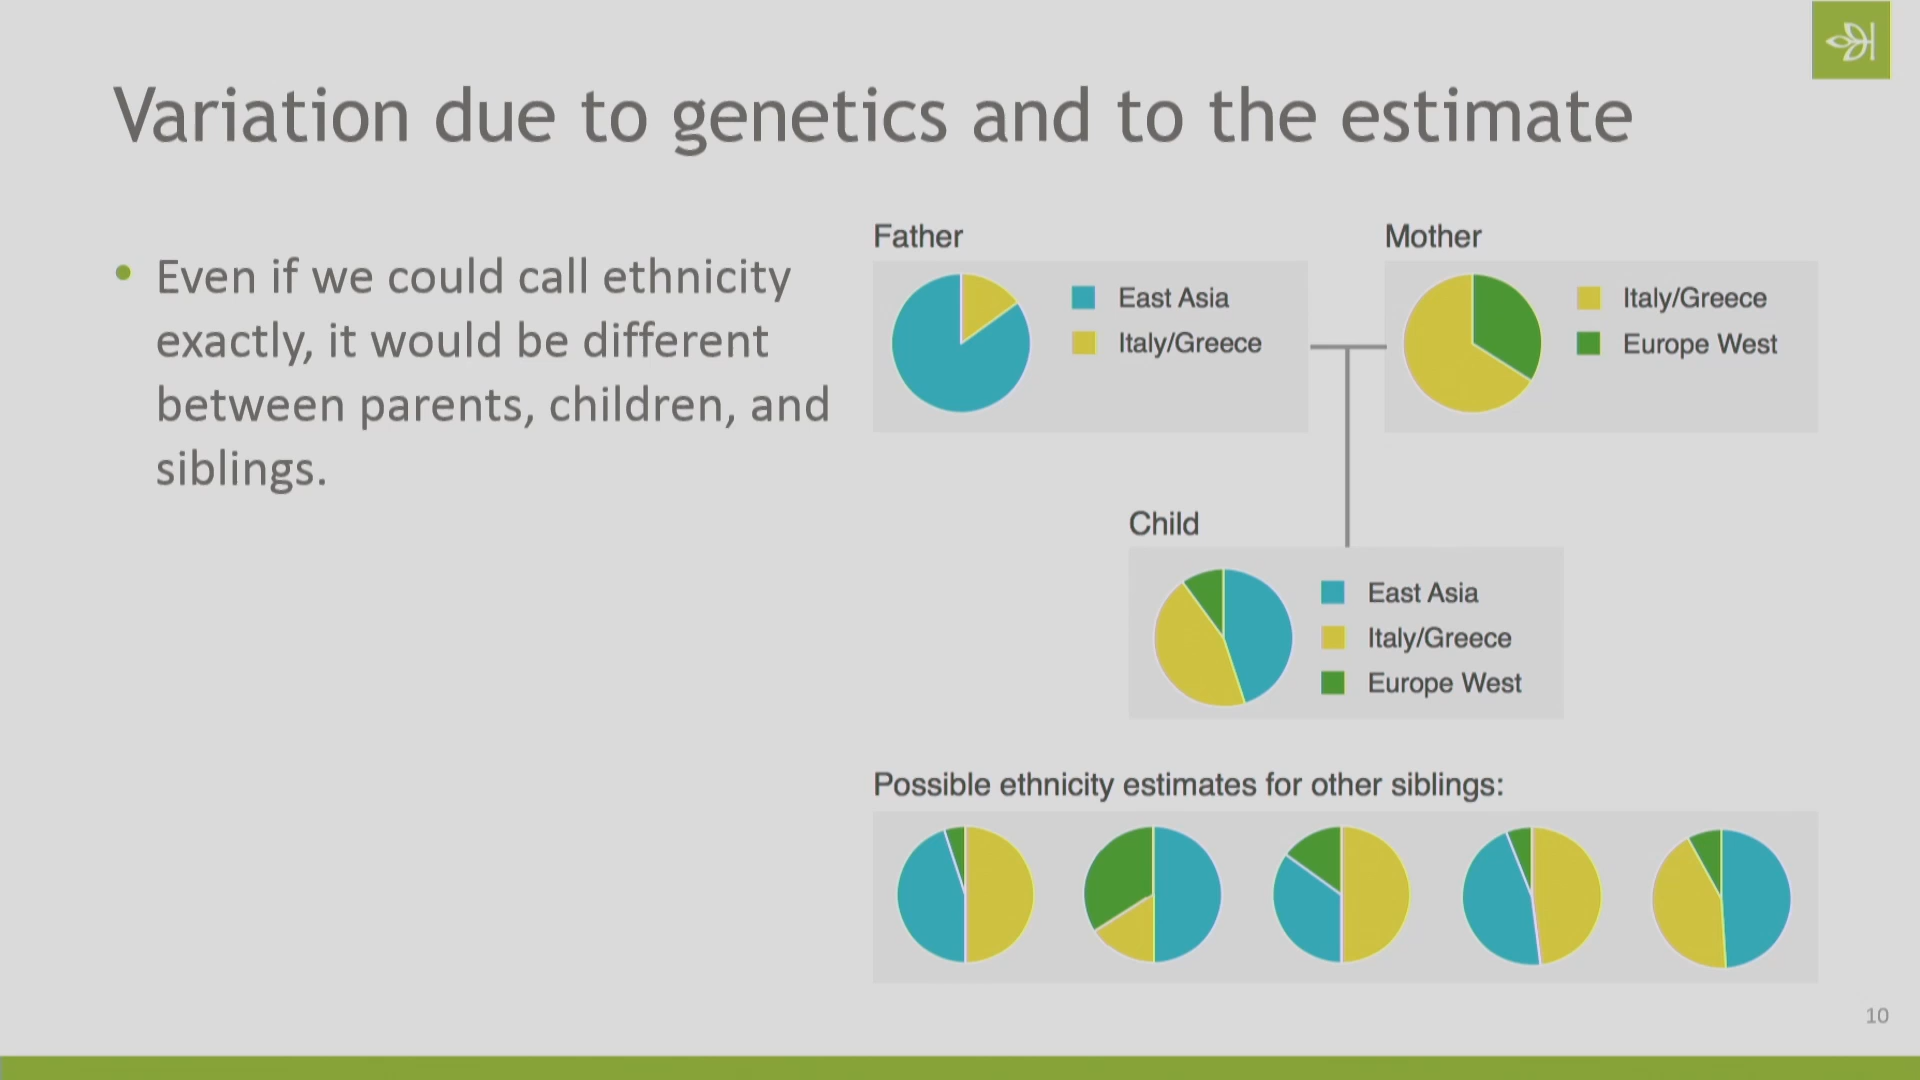 Variation due to genetics and to the estimate
• Even if we could call ethnicity
exactly, it would be different
between parents, children, and
siblings.
Father
East Asia
Italy/Greece
Mother
Italy/Greece
Europe West
Child
East Asia
Italy/Greece
Europe West
Possible ethnicity estimates for other siblings:
10